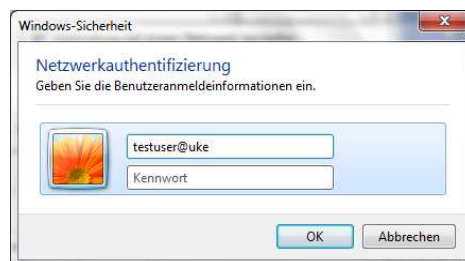 Windows-Sicherheit
Netzwerkauthentifizierung
Geben Sie die Benutzeranmeldeinformationen ein.
testuser@uke
Kennwort
OK Abbrechen